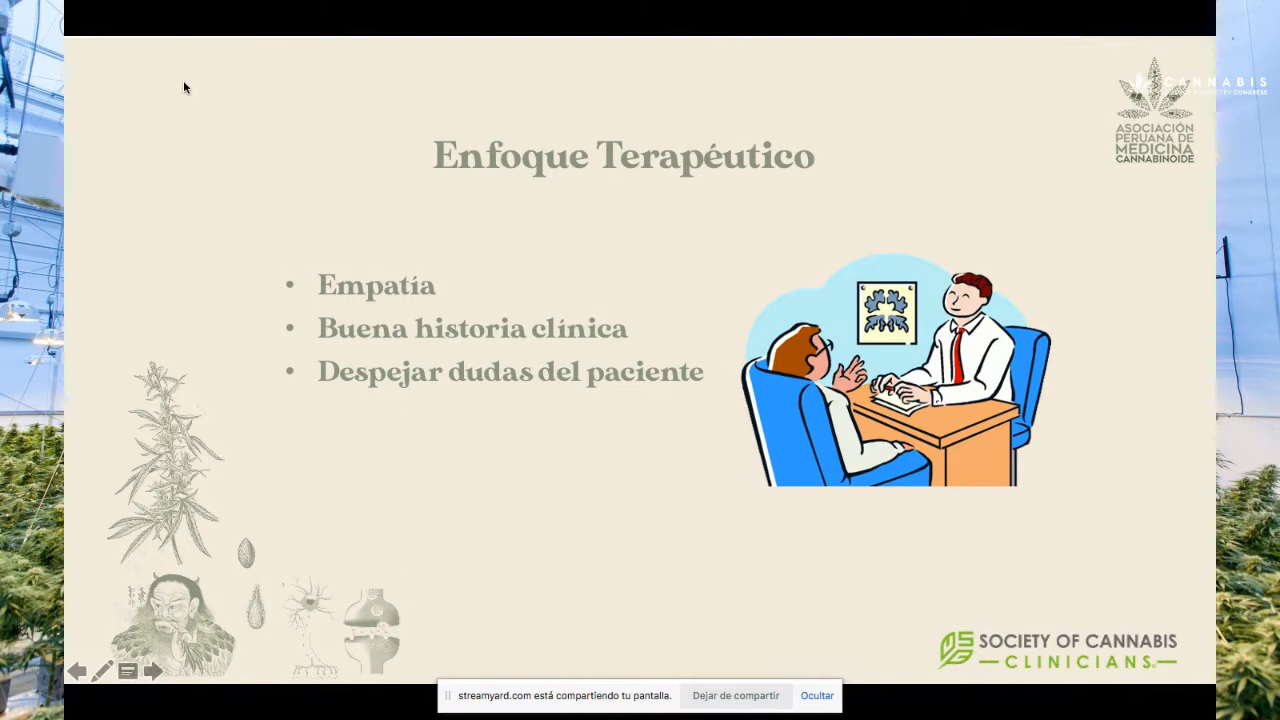 CANNABIS
CONGRESS
ASOCIACIÓN
PERUANA DE
MEDICINA
CANNABINOIDE
Enfoque Terapéutico
• Empatía
• Buena historia clínica
• Despejar dudas del paciente
SOCIETY OF CANNABIS
CLINICIANS
streamyard.com está compartiendo tu pantalla.
Dejar de compartir
Ocultar